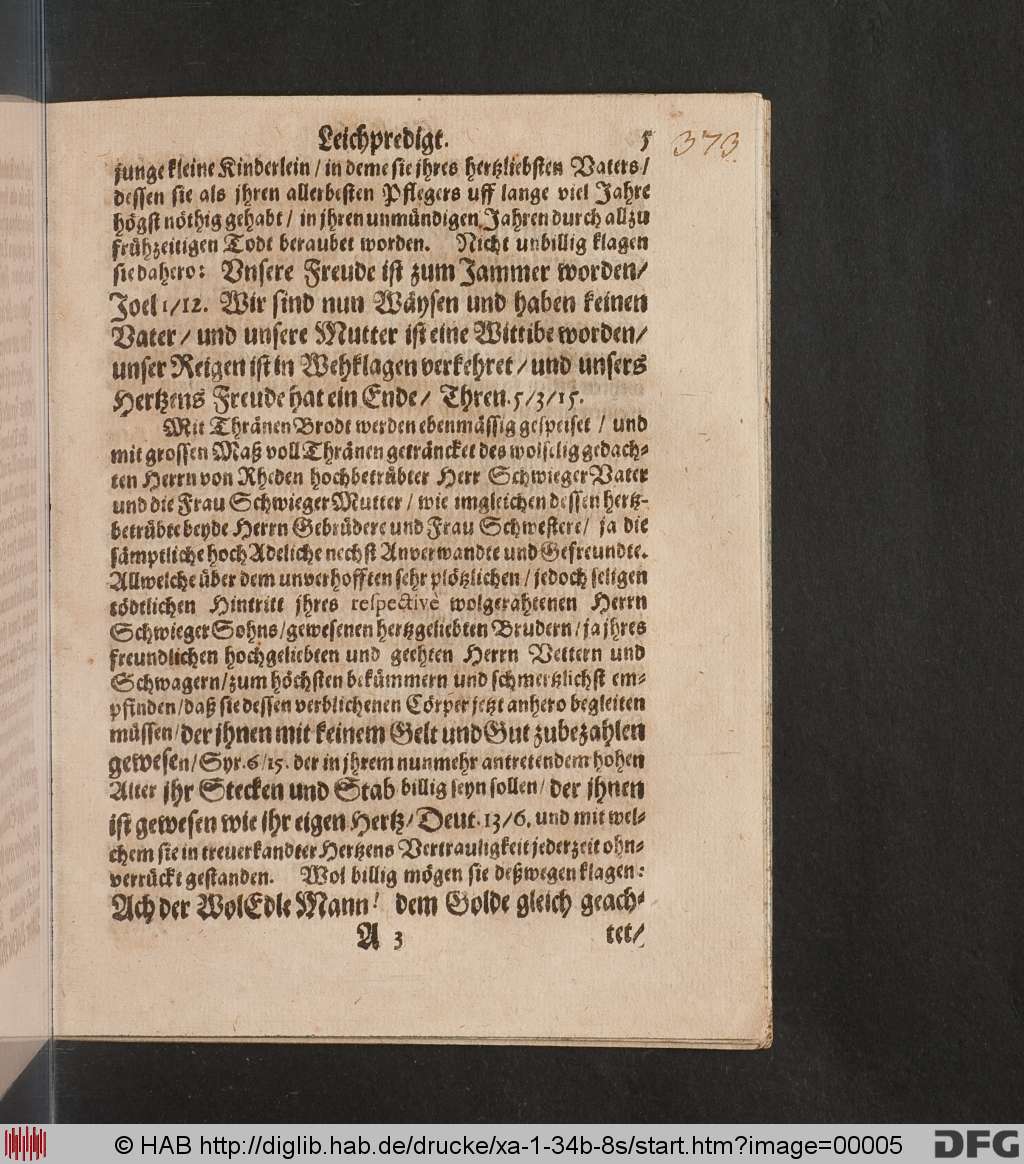 Leichpredigt. 5 373.
junge kleine Kinderlein / in deme sie jhres hertzliebsten Vaters /
dessen sie als jhren allerbesten Pflegers uff lange viel Jahre
högst nöthig gehabt / in jhren unmündigen Jahren durch allzu
frühzeitigen Todt beraubet worden. Nicht unbillig klagen
sie dahero: Vnsere Freude ist zum Jammer worden /
Joel 1/12. Wir sind nun Wäysen und haben keinen
Vater / und unsere Mutter ist eine Wittibe worden /
unser Reigen ist in Wehklagen verkehret / und unsers
Hertzens Freude hat ein Ende / Thren. 5/3/15.
Mit Thränen Brodt werden ebenmässig gespeiset / und
mit grossen Maß voll Thränen geträncket des wolselig gedach-
ten Herrn von Rheden hochbetrübter Herr Schwieger Vater
und die Frau Schwieger Mutter / wie imgleichen dessen hertz-
betrübte beyde Herrn Gebrüdere und Frau Schwestere / ja die
sämptliche hoch Adeliche nechst Anverwandte und Gefreundte.
Allwelche über dem unverhofften sehr plötzlichen / jedoch seligen
tödtlichen Hintritt jhres respectivè wolgerahtenen Herrn
Schwieger Sohns / gewesenen hertzgeliebten Brudern / ja jhres
freundlichen hochgeliebten und geehten Herrn Vettern und
Schwagern / zum höchsten bekümmern und schmertzlichst em-
pfinden / daß sie dessen verblichenen Cörper jetzt anhero begleiten
müssen / der jhnen mit keinem Gelt und Gut zubezahlen
gewesen / Syr. 6/15. der in jhrem nunmehr antretendem hohen
Alter jhr Stecken und Stab billig seyn sollen / der jhnen
ist gewesen wie ihr eigen Hertz / Deut. 13/6. und mit wel-
chem sie in treuerkandter Hertzens Vertrauligkeit jederzeit ohn-
verrückt gestanden. Wol billig mögen sie deßwegen klagen:
Ach der WolEdle Mann! dem Golde gleich geach-
A 3 tet /
© HAB http://diglib.hab.de/drucke/xa-1-34b-8s/start.htm?image=00005 DFG